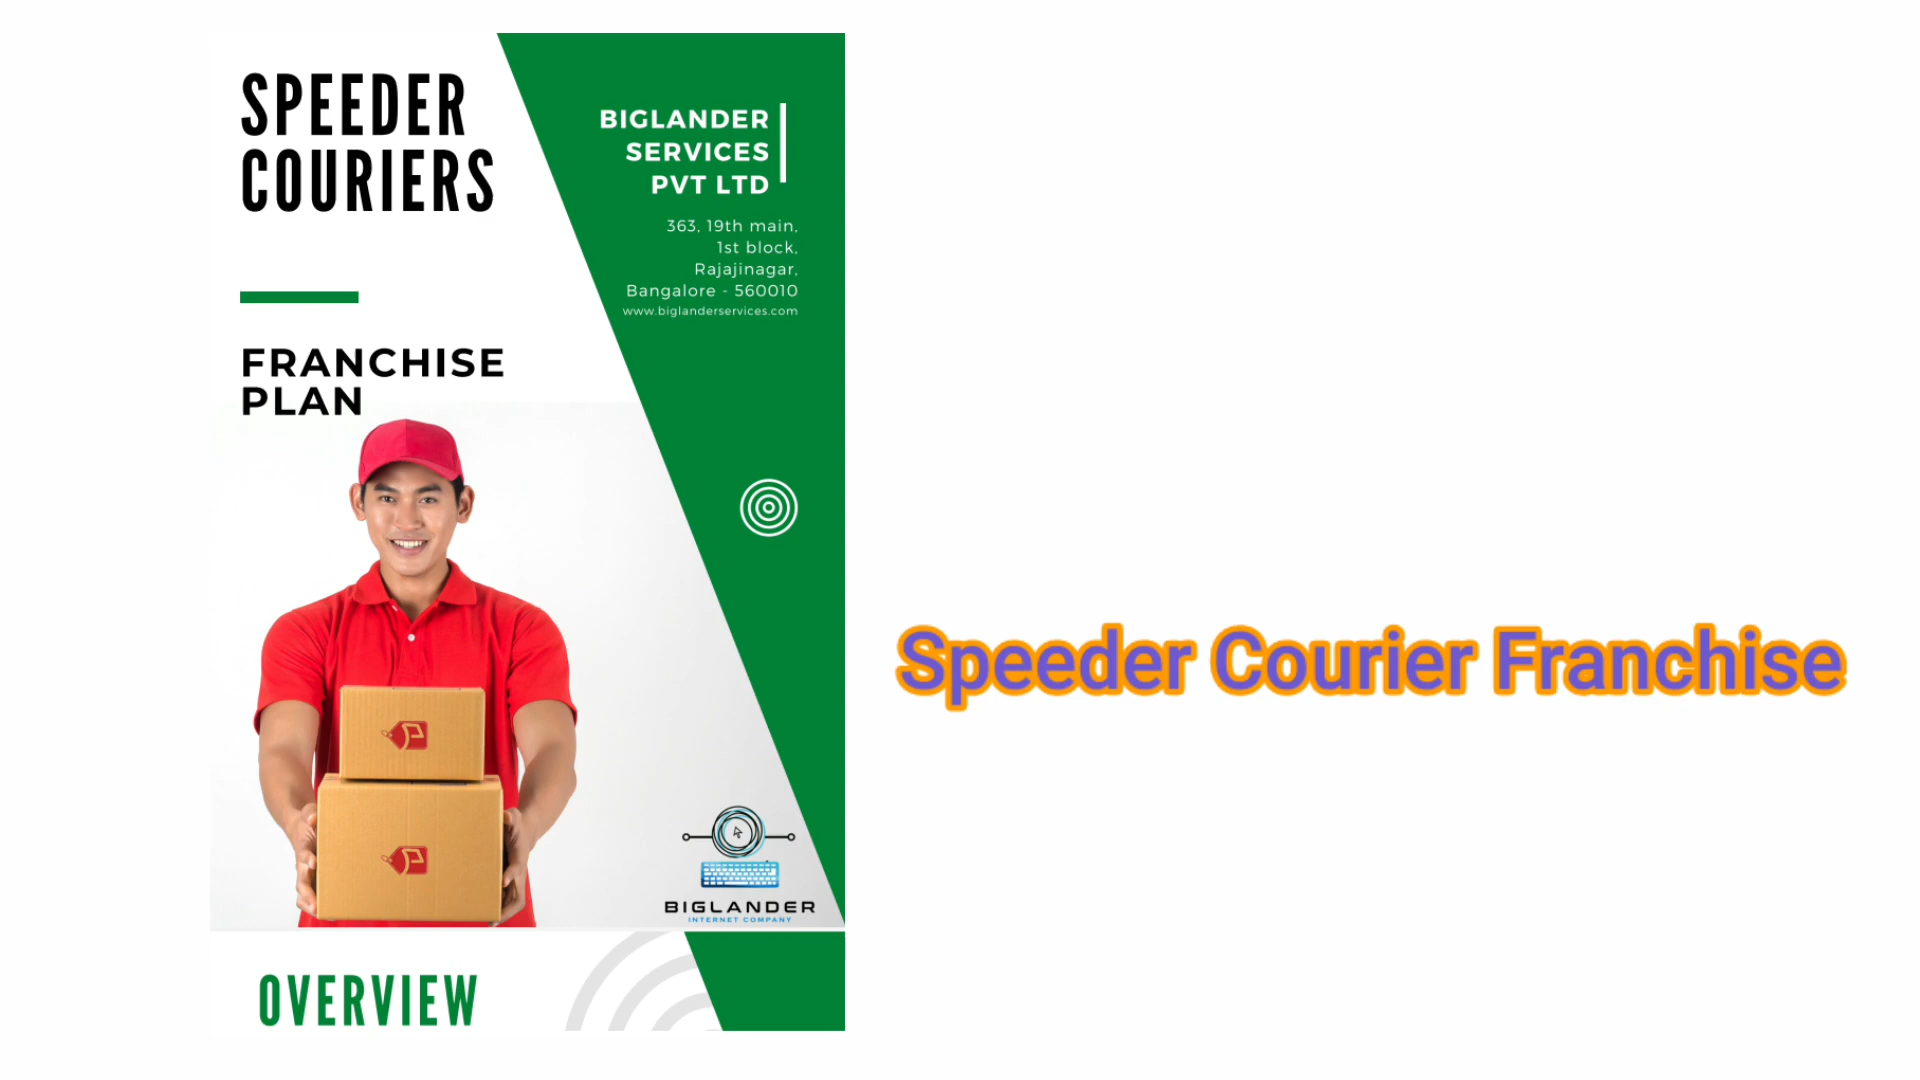 SPEEDER
COURIERS
BIGLANDER
SERVICES
PVT LTD
363, 19th main,
1st block,
Rajajinagar,
Bangalore - 560010
www.biglanderservices.com
FRANCHISE
PLAN
Speeder Courier Franchise
BIGLANDER
INTERNET COMPANY
OVERVIEW